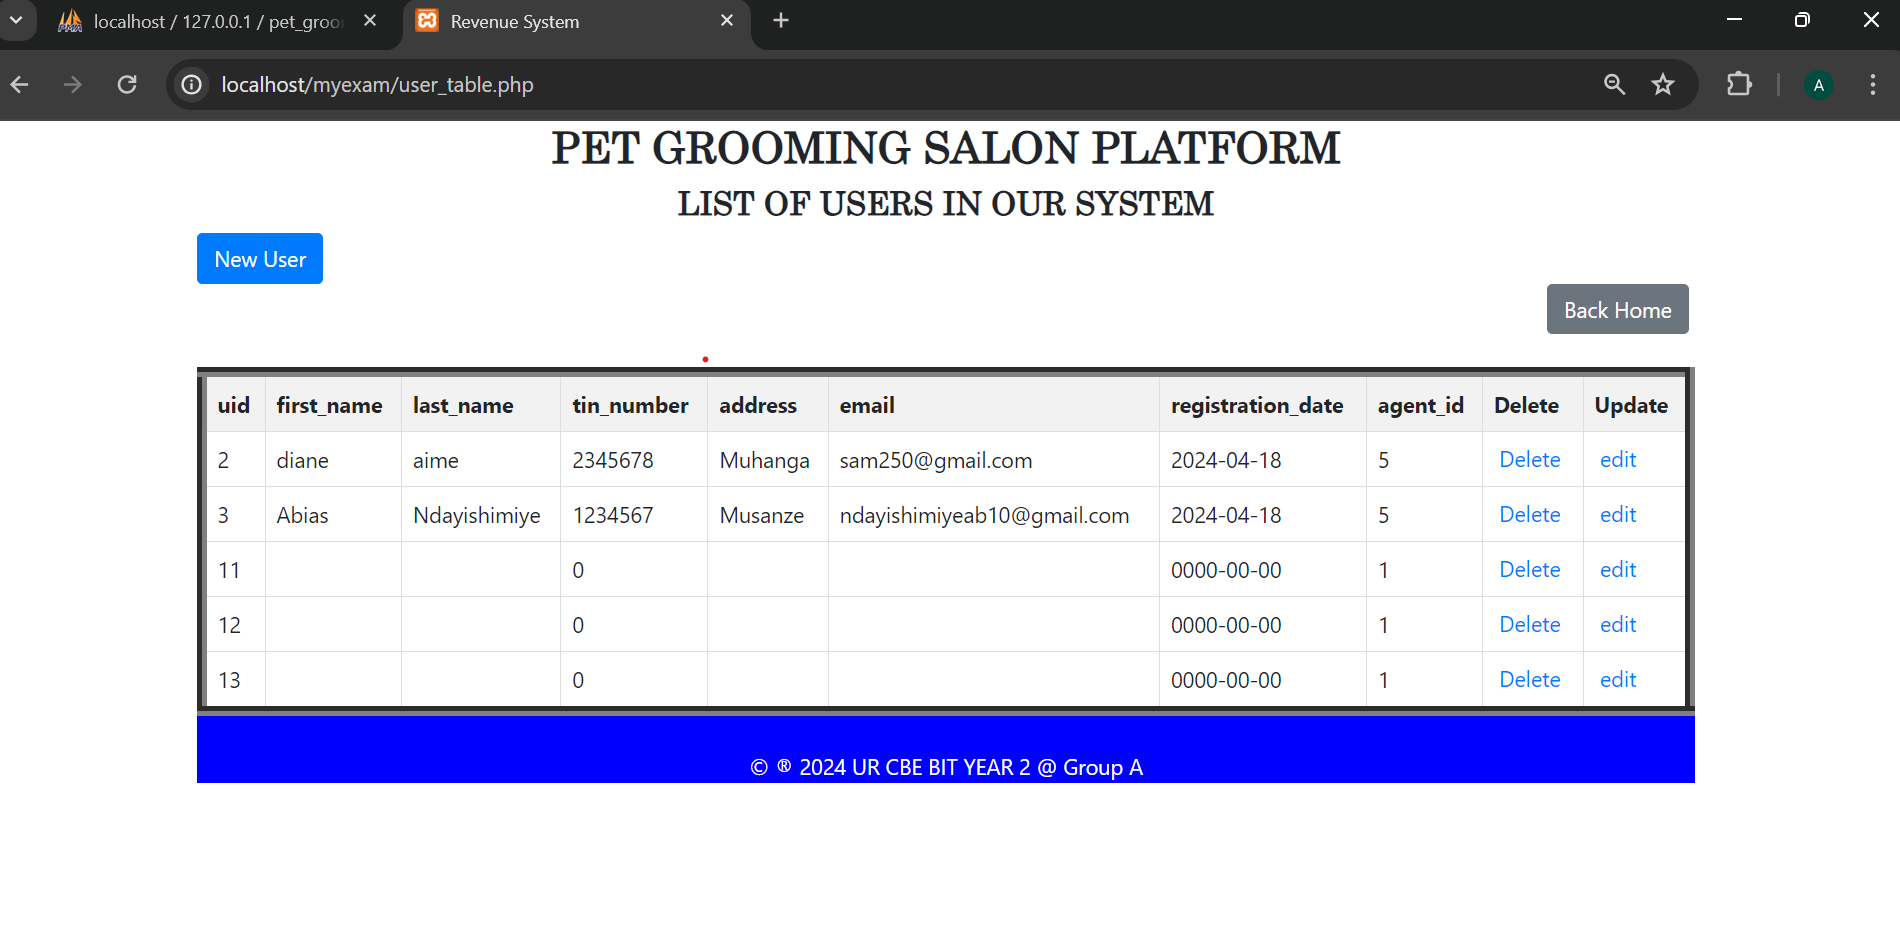 localhost / 127.0.0.1 / pet_groo
Revenue System
localhost/myexam/user_table.php
A
PET GROOMING SALON PLATFORM
LIST OF USERS IN OUR SYSTEM
New User
Back Home
uid first_name last_name tin_number address email registration_date agent_id Delete Update
2 diane aime 2345678 Muhanga sam250@gmail.com 2024-04-18 5 Delete edit
3 Abias Ndayishimiye 1234567 Musanze ndayishimiyeab10@gmail.com 2024-04-18 5 Delete edit
11 0 0000-00-00 1 Delete edit
12 0 0000-00-00 1 Delete edit
13 0 0000-00-00 1 Delete edit
© ® 2024 UR CBE BIT YEAR 2 @ Group A